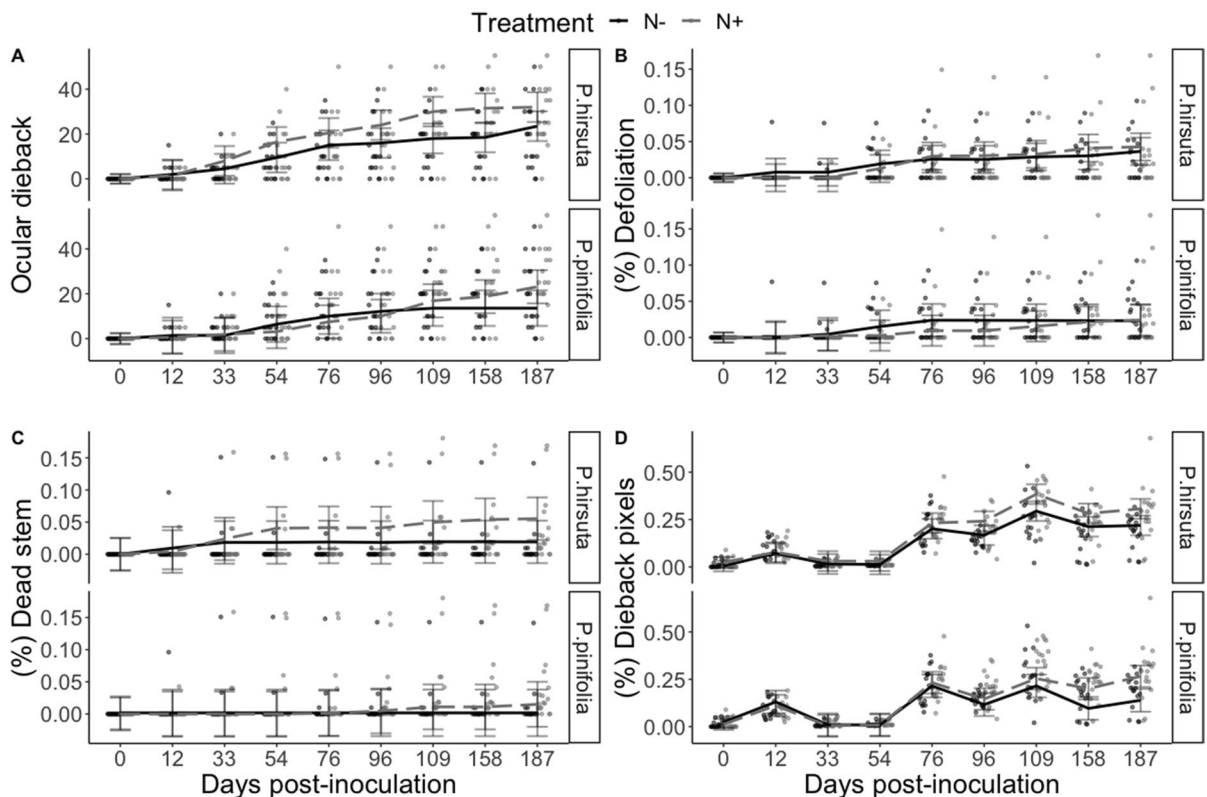 Treatment N- N+
A
Ocular dieback
40
20
0
P.hirsuta
40
20
0
P.pinifolia
0 12 33 54 76 96 109 158 187
B
(%) Defoliation
0.15
0.10
0.05
0.00
P.hirsuta
0.15
0.10
0.05
0.00
P.pinifolia
0 12 33 54 76 96 109 158 187
C
(%) Dead stem
0.15
0.10
0.05
0.00
P.hirsuta
0.15
0.10
0.05
0.00
P.pinifolia
0 12 33 54 76 96 109 158 187
Days post-inoculation
D
(%) Dieback pixels
0.50
0.25
0.00
P.hirsuta
0.50
0.25
0.00
P.pinifolia
0 12 33 54 76 96 109 158 187
Days post-inoculation